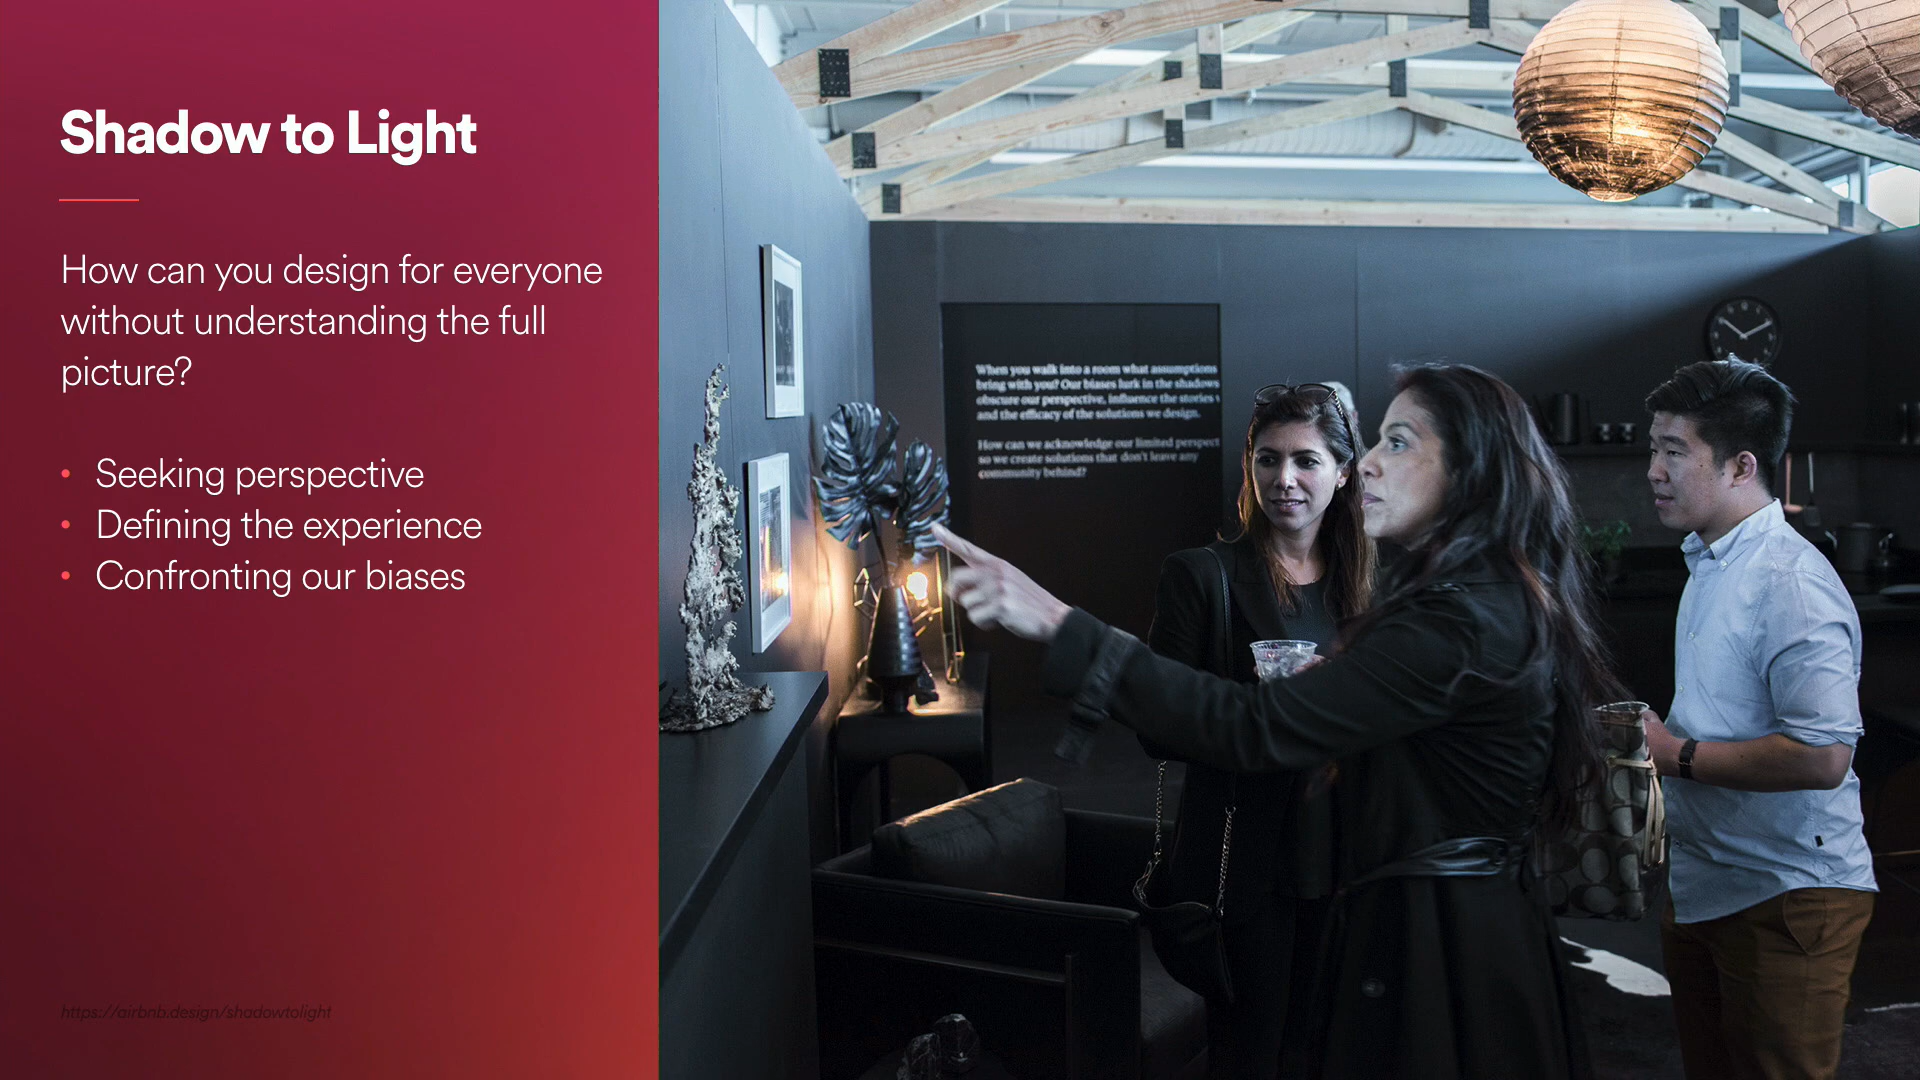 Shadow to Light
How can you design for everyone
without understanding the full
picture?
• Seeking perspective
• Defining the experience
• Confronting our biases
https://airbnb.design/shadowtolight
When you walk into a room what assumptions
bring with you? Our biases lurk in the shadows
obscure our perspective, influence the stories
and the efficacy of the solutions we design.
How can we acknowledge our limited
so we create solutions that don't leave any
community behind?